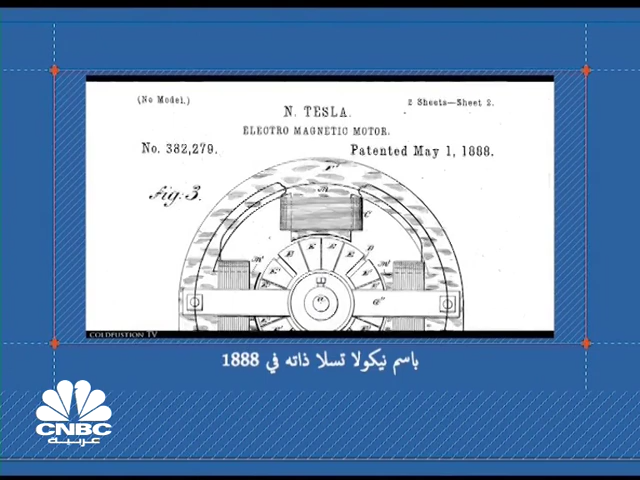 (No Model.)
2 Sheets—Sheet 2.
N. TESLA.
ELECTRO MAGNETIC MOTOR.
No. 382,279.
Patented May 1, 1888.
Fig. 3.
COLDFUSTION TV
باسم نيكولا تسلا ذاته في 1888
CNBC
عربية